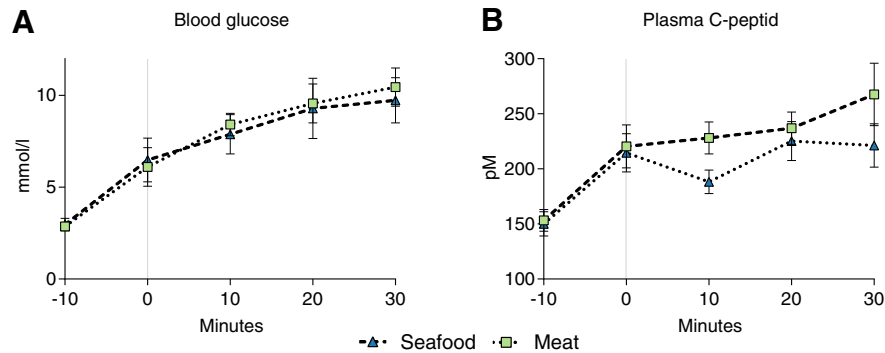 A
Blood glucose
mmol/l
10
5
0
-10 0 10 20 30
Minutes
B
Plasma C-peptid
pM
300
250
200
150
100
-10 0 10 20 30
Minutes
Seafood Meat